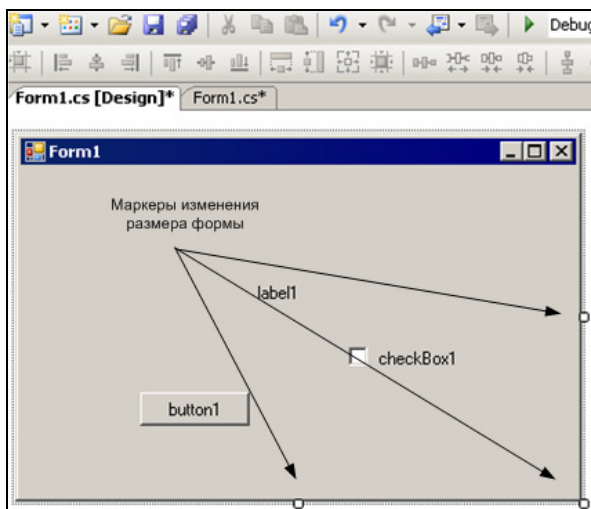 Debug
Form1.cs [Design]* Form1.cs*
Form1
Маркеры изменения
размера формы
label1
checkBox1
button1